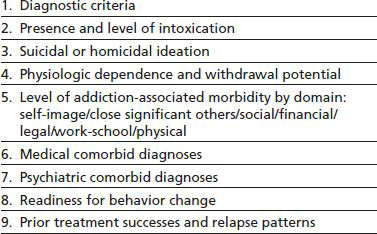 1. Diagnostic criteria
2. Presence and level of intoxication
3. Suicidal or homicidal ideation
4. Physiologic dependence and withdrawal potential
5. Level of addiction-associated morbidity by domain:
self-image/close significant others/social/financial/
legal/work-school/physical
6. Medical comorbid diagnoses
7. Psychiatric comorbid diagnoses
8. Readiness for behavior change
9. Prior treatment successes and relapse patterns